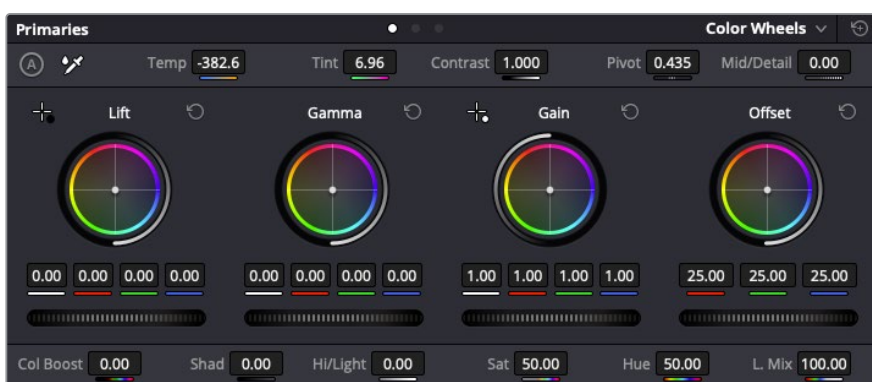 Primaries Color Wheels
A Temp -382.6 Tint 6.96 Contrast 1.000 Pivot 0.435 Mid/Detail 0.00
Lift Gamma Gain Offset
0.00 0.00 0.00 0.00 0.00 0.00 0.00 0.00 1.00 1.00 1.00 1.00 25.00 25.00 25.00
Col Boost 0.00 Shad 0.00 Hi/Light 0.00 Sat 50.00 Hue 50.00 L. Mix 100.00